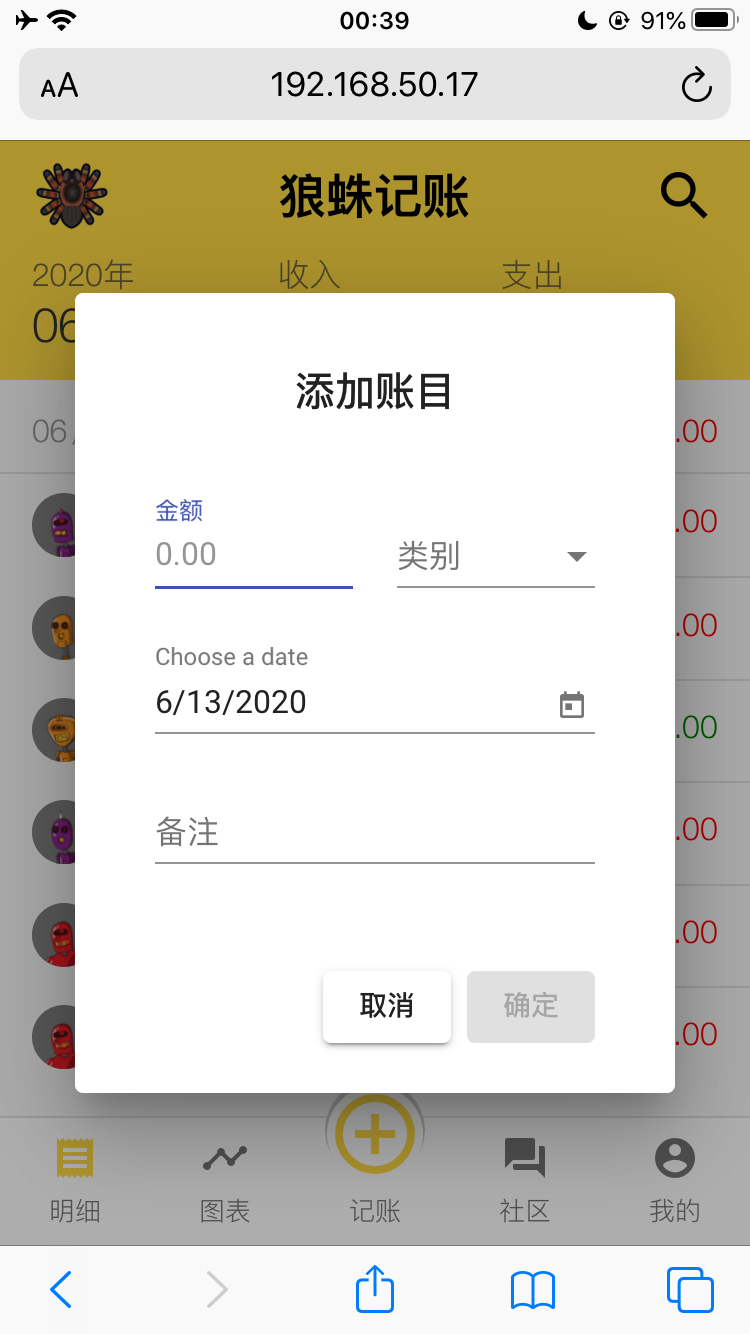 00:39
91%
AA
192.168.50.17
狼蛛记账
2020年 收入 支出
06
添加账目
06/ .00
金额
0.00 类别
.00
.00
Choose a date
6/13/2020
.00
备注
.00
.00
取消 确定
.00
明细 图表 记账 社区 我的